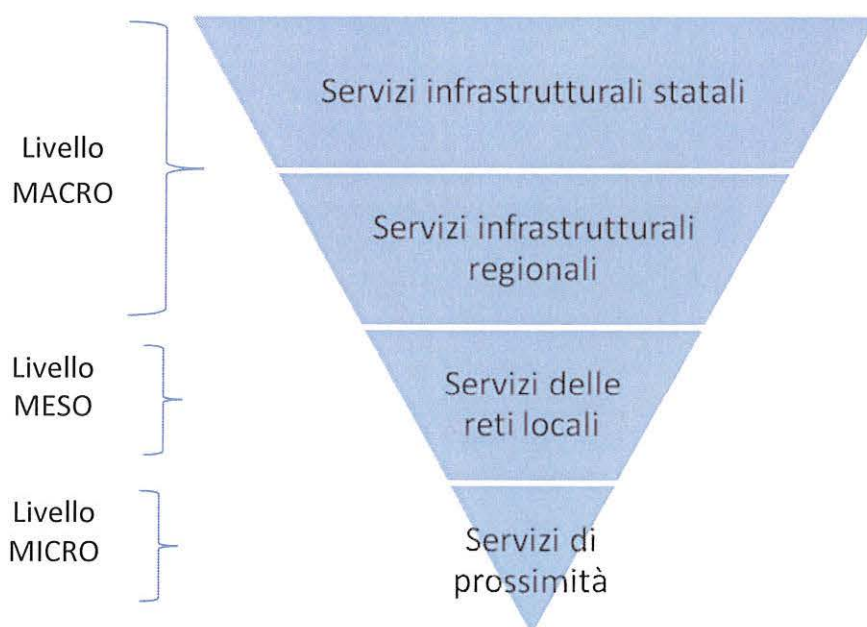 Servizi infrastrutturali statali
Livello
MACRO
Servizi infrastrutturali
regionali
Livello
MESO
Servizi delle
reti locali
Livello
MICRO
Servizi di
prossimità